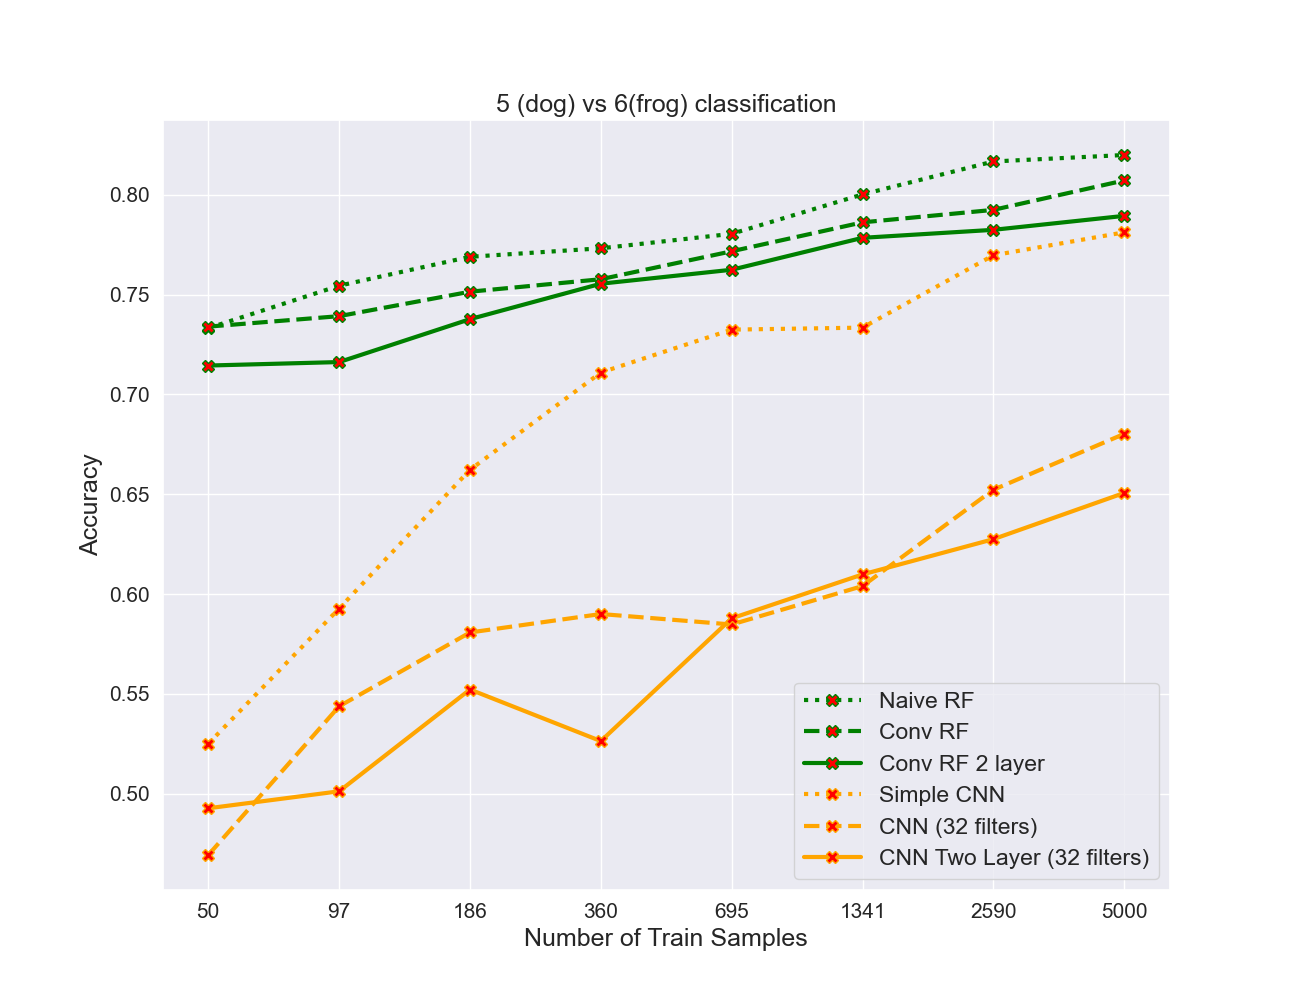 5 (dog) vs 6(frog) classification
0.80
0.75
0.70
0.65
0.60
0.55
0.50
Accuracy
Naive RF
Conv RF
Conv RF 2 layer
Simple CNN
CNN (32 filters)
CNN Two Layer (32 filters)
50 97 186 360 695 1341 2590 5000
Number of Train Samples